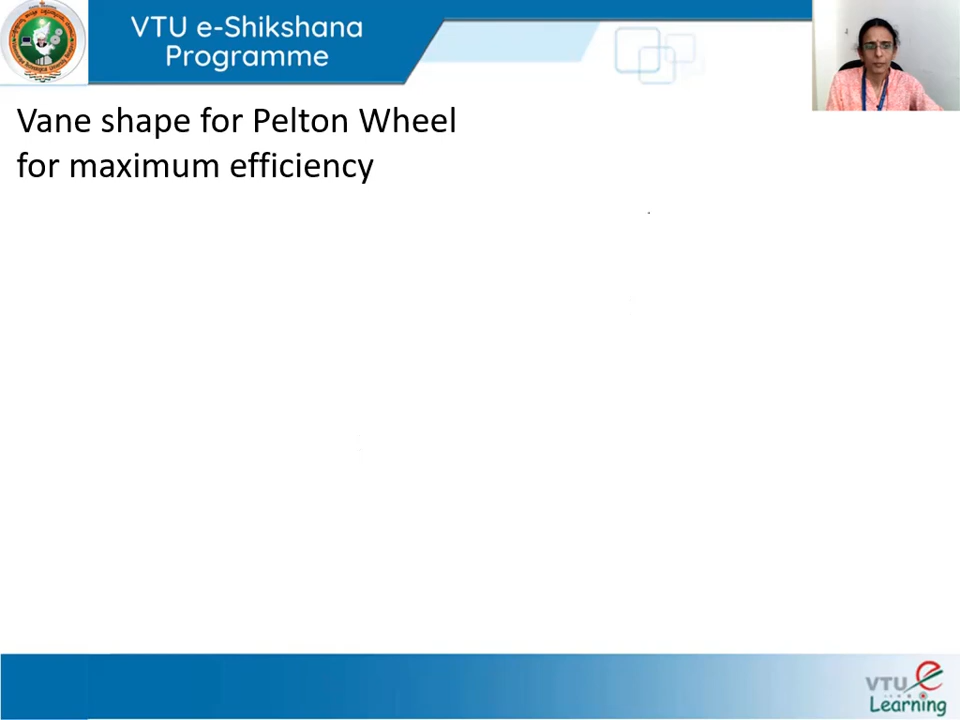 VTU e-Shikshana
Programme
Vane shape for Pelton Wheel
for maximum efficiency
VTU e
Learning